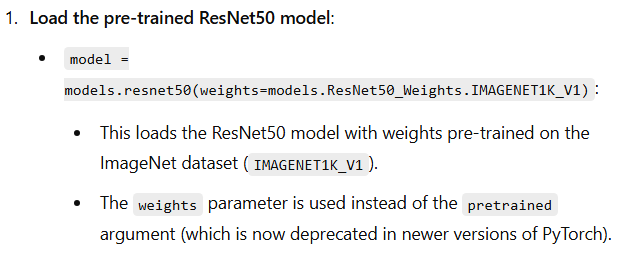 1. Load the pre-trained ResNet50 model:
• model =
models.resnet50(weights=models.ResNet50_Weights.IMAGENET1K_V1) :
• This loads the ResNet50 model with weights pre-trained on the
ImageNet dataset ( IMAGENET1K_V1 ).
• The weights parameter is used instead of the pretrained
argument (which is now deprecated in newer versions of PyTorch).